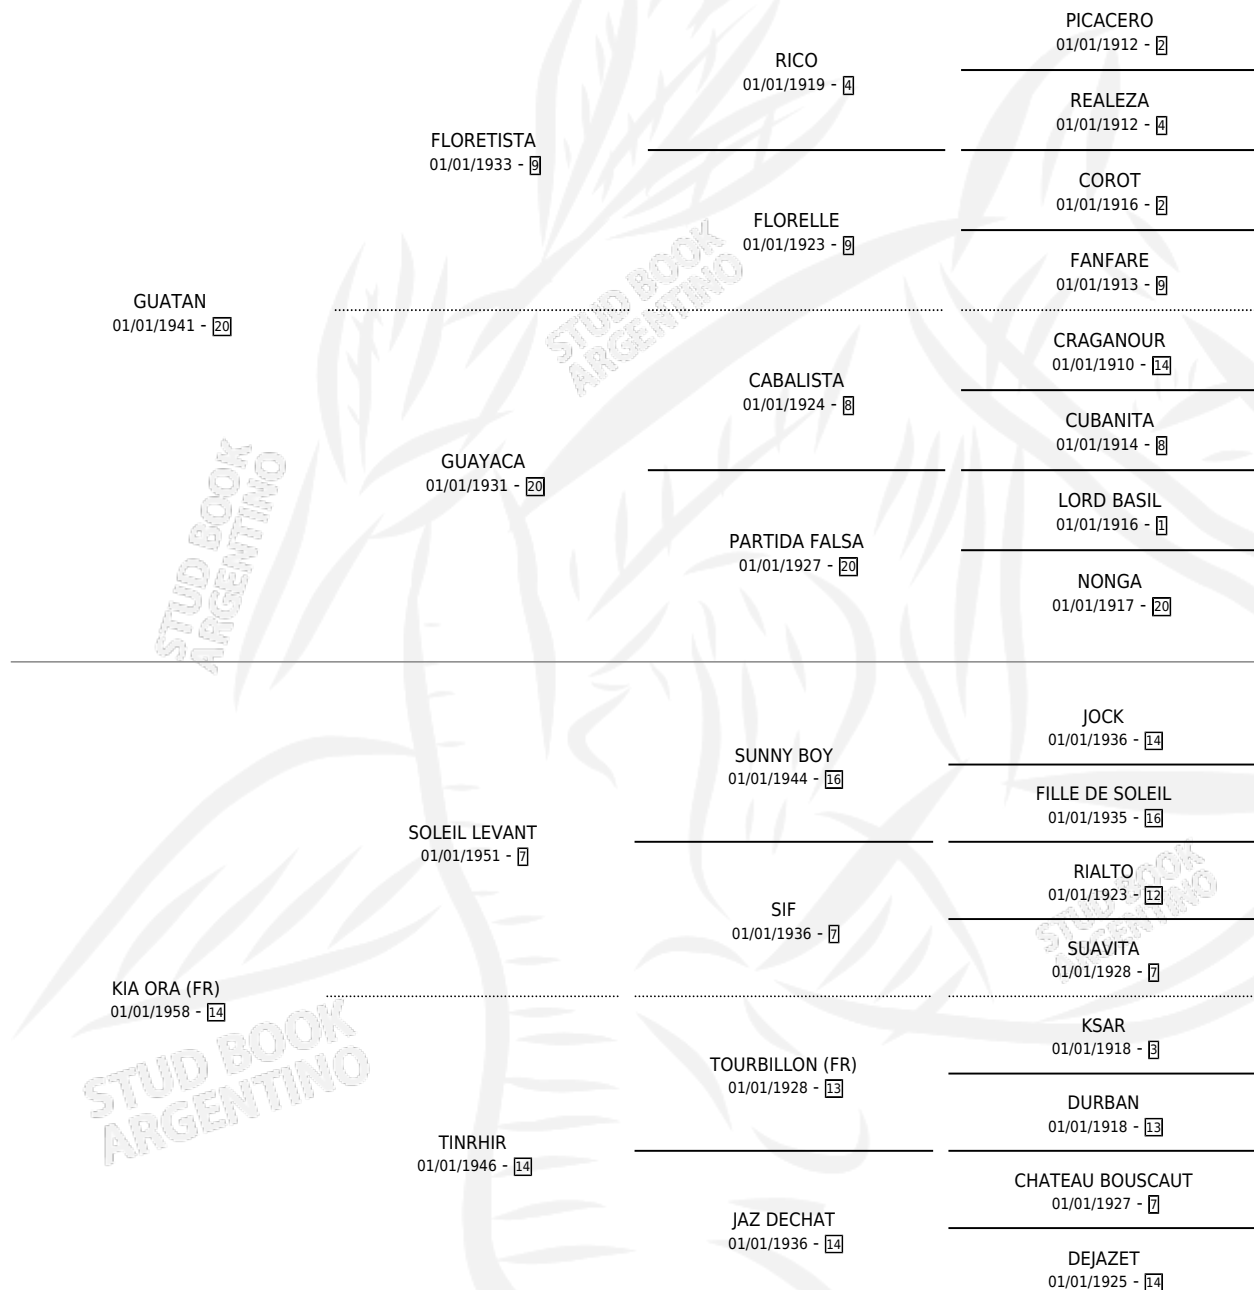 PICACERO
01/01/1912 - 2
RICO
01/01/1919 - 4
REALEZA
01/01/1912 - 4
FLORETISTA
01/01/1933 - 9
COROT
01/01/1916 - 2
FLORELLE
01/01/1923 - 9
FANFARE
01/01/1913 - 9
GUATAN
01/01/1941 - 20
STUD BOOK
ARGENTINO
CRAGANOUR
01/01/1910 - 14
CABALISTA
01/01/1924 - 8
CUBANITA
01/01/1914 - 8
GUAYACA
01/01/1931 - 20
LORD BASIL
01/01/1916 - 1
PARTIDA FALSA
01/01/1927 - 20
NONGA
01/01/1917 - 20
STUD BOOK
ARGENTINO
JOCK
01/01/1936 - 14
SUNNY BOY
01/01/1944 - 16
FILLE DE SOLEIL
01/01/1935 - 16
SOLEIL LEVANT
01/01/1951 - 7
RIALTO
01/01/1923 - 12
SIF
01/01/1936 - 7
SUAVITA
01/01/1928 - 7
STUD BOOK
ARGENTINO
KIA ORA (FR)
01/01/1958 - 14
KSAR
01/01/1918 - 3
TOURBILLON (FR)
01/01/1928 - 13
DURBAN
01/01/1918 - 13
STUD BOOK
ARGENTINO
TINRHIR
01/01/1946 - 14
CHATEAU BOUSCAUT
01/01/1927 - 7
JAZ DECHAT
01/01/1936 - 14
DEJAZET
01/01/1925 - 14